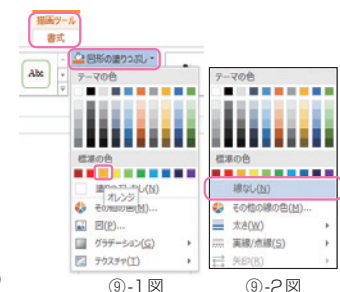 描画ツール
書式
図形の塗りつぶし
Abc
テーマの色
標準の色
オレンジ
その他の色(M)...
図(P)...
グラデーション(G)
テクスチャ(T)
⑨-1図
テーマの色
標準の色
線なし(N)
その他の線の色(M)...
太さ(W)
実線/点線(S)
矢印(R)
⑨-2図